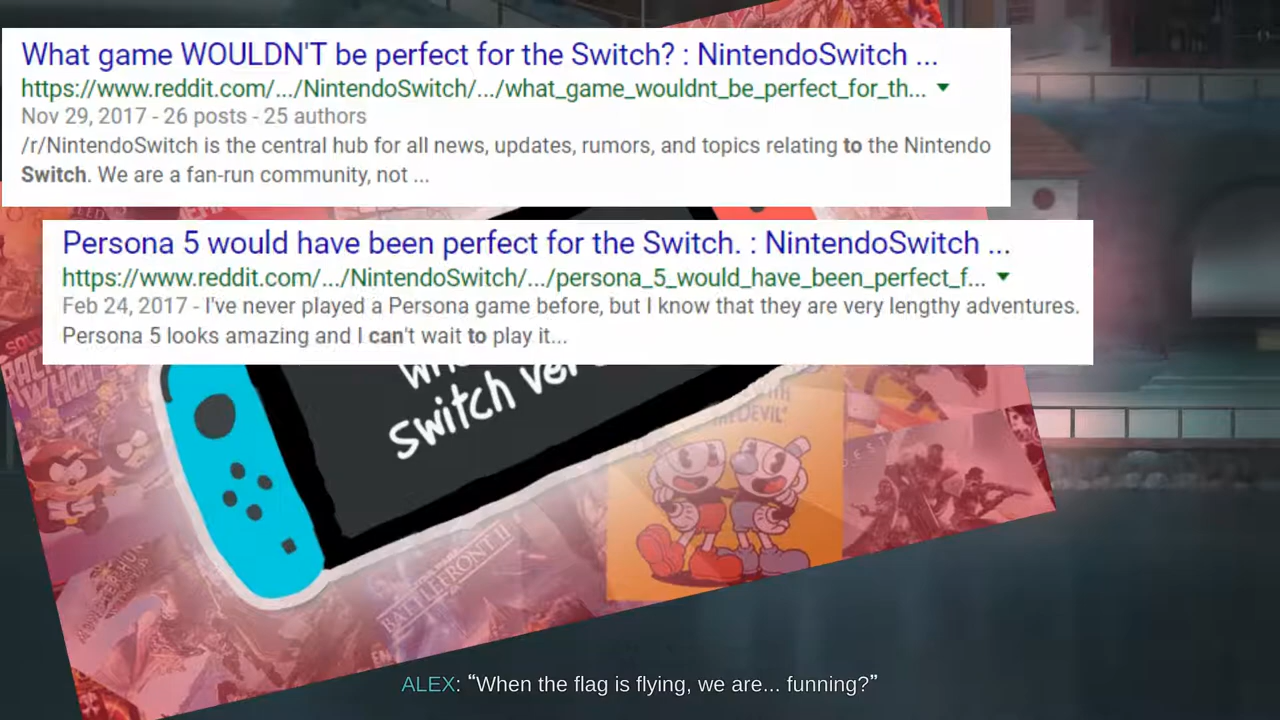 What game WOULDN'T be perfect for the Switch? : NintendoSwitch ...
https://www.reddit.com/.../NintendoSwitch/.../what_game_wouldnt_be_perfect_for_th...
Nov 29, 2017 - 26 posts - 25 authors
/r/NintendoSwitch is the central hub for all news, updates, rumors, and topics relating to the Nintendo
Switch. We are a fan-run community, not ...
Persona 5 would have been perfect for the Switch. : NintendoSwitch ...
https://www.reddit.com/.../NintendoSwitch/.../persona_5_would_have_been_perfect_f...
Feb 24, 2017 - I've never played a Persona game before, but I know that they are very lengthy adventures.
Persona 5 looks amazing and I can't wait to play it...
switch
DEVIL"
BATTLEFRONT II
ALEX: “When the flag is flying, we are... funning?”